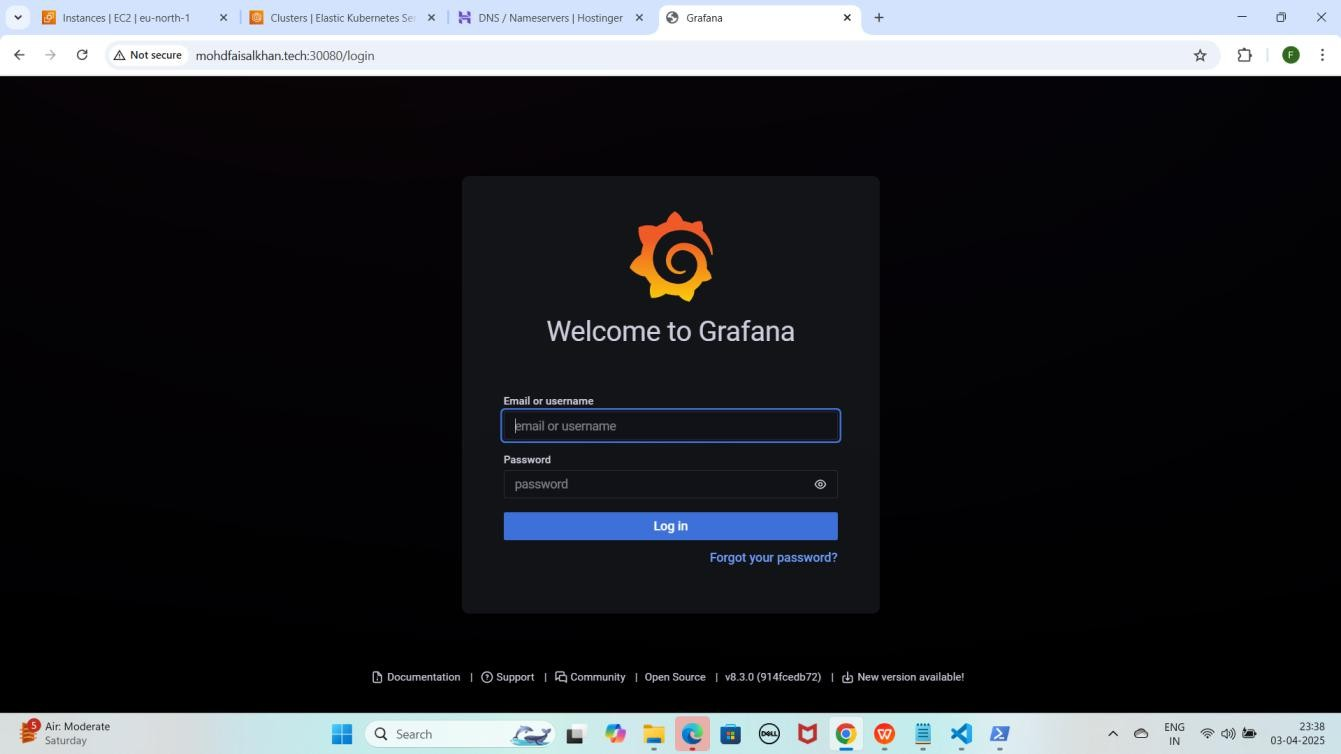 Instances | EC2 | eu-north-1
Clusters | Elastic Kubernetes Ser
DNS / Nameservers | Hostinger
Grafana
Not secure
mohdfaisalkhan.tech:30080/login
F
Welcome to Grafana
Email or username
email or username
Password
password
Log in
Forgot your password?
Documentation | Support | Community | Open Source | v8.3.0 (914fcedb72) | New version available!
5
Air: Moderate
Saturday
Search
DELL
W
ENG
IN
23:38
03-04-2025